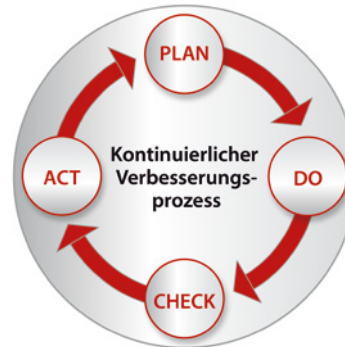 PLAN
Kontinuierlicher
Verbesserungs-
prozess
ACT
DO
CHECK